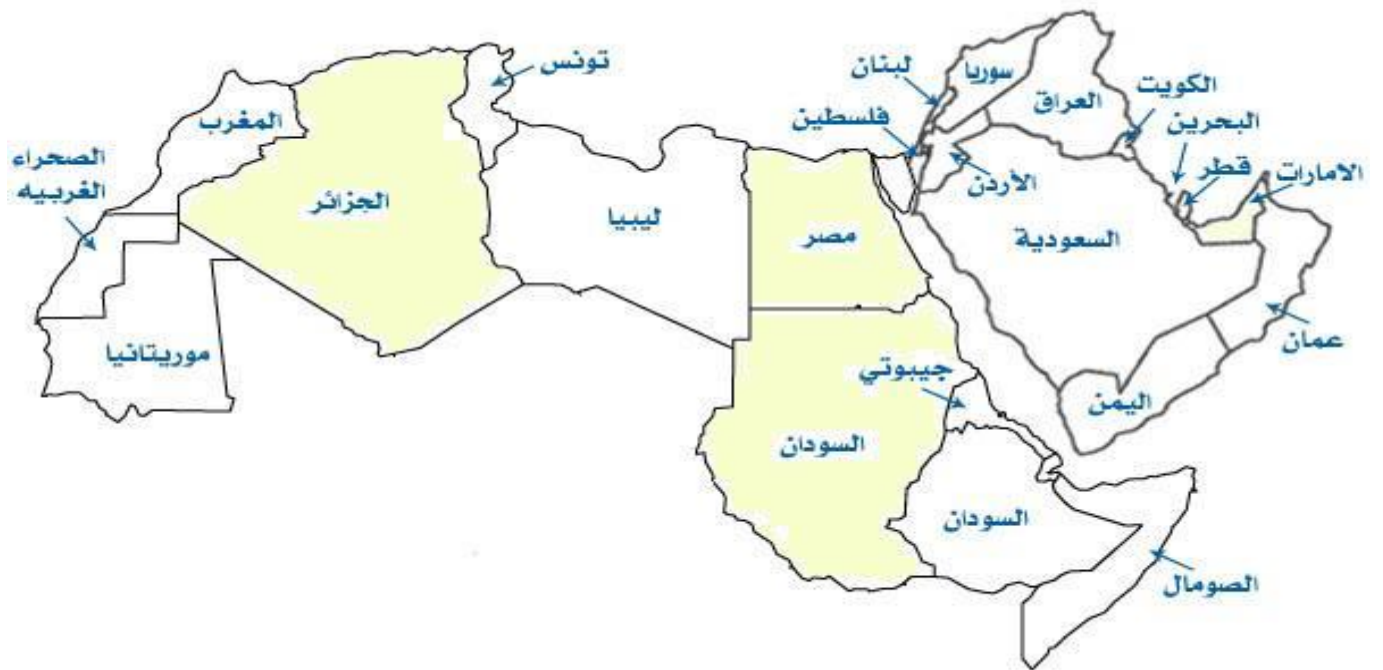 تونس
لبنان
سوريا
الكويت
العراق
المغرب
فلسطين
البحرين
الصحراء
الغربيه
قطر
الامارات
الأردن
الجزائر
ليبيا
مصر
السعودية
عمان
موريتانيا
جيبوتي
اليمن
السودان
السودان
الصومال